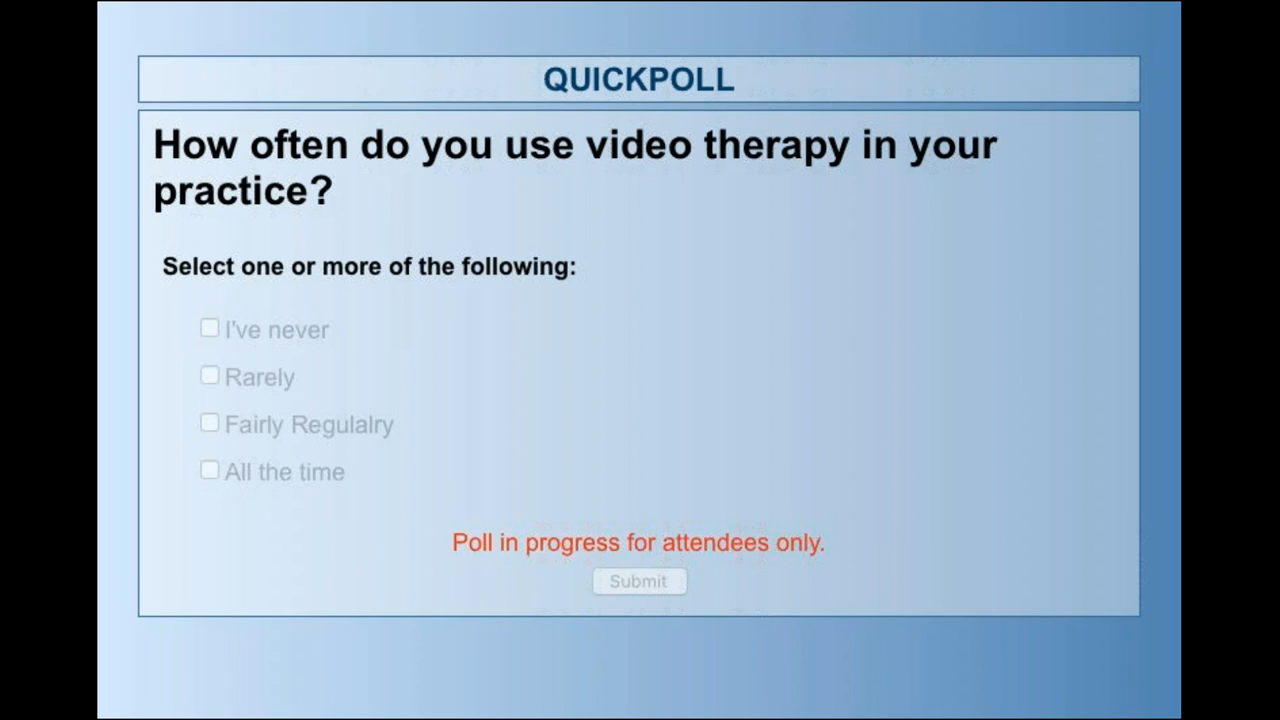 QUICKPOLL
How often do you use video therapy in your
practice?
Select one or more of the following:
I've never
Rarely
Fairly Regulalry
All the time
Poll in progress for attendees only.
Submit